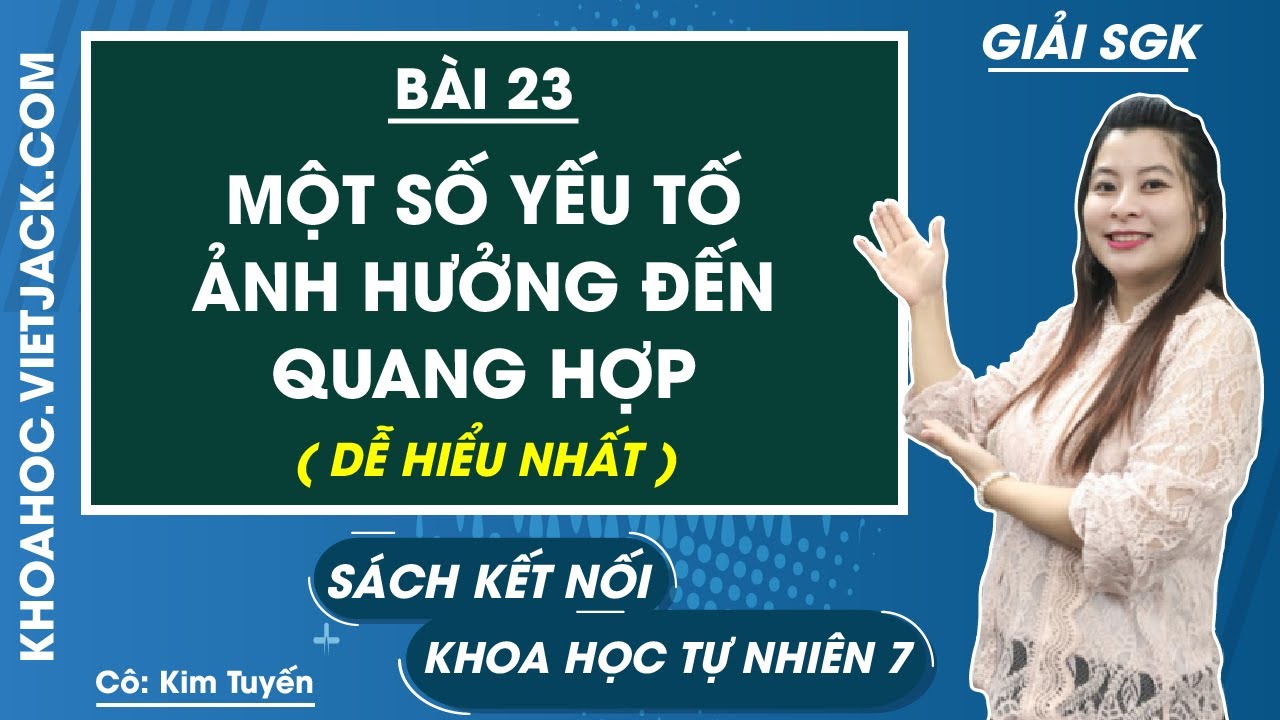 KHOAHOC.VIETJACK.COM
GIẢI SGK
BÀI 23
MỘT SỐ YẾU TỐ
ẢNH HƯỞNG ĐẾN
QUANG HỢP
( DỄ HIỂU NHẤT )
SÁCH KẾT NỐI
KHOA HỌC TỰ NHIÊN 7
Cô: Kim Tuyến